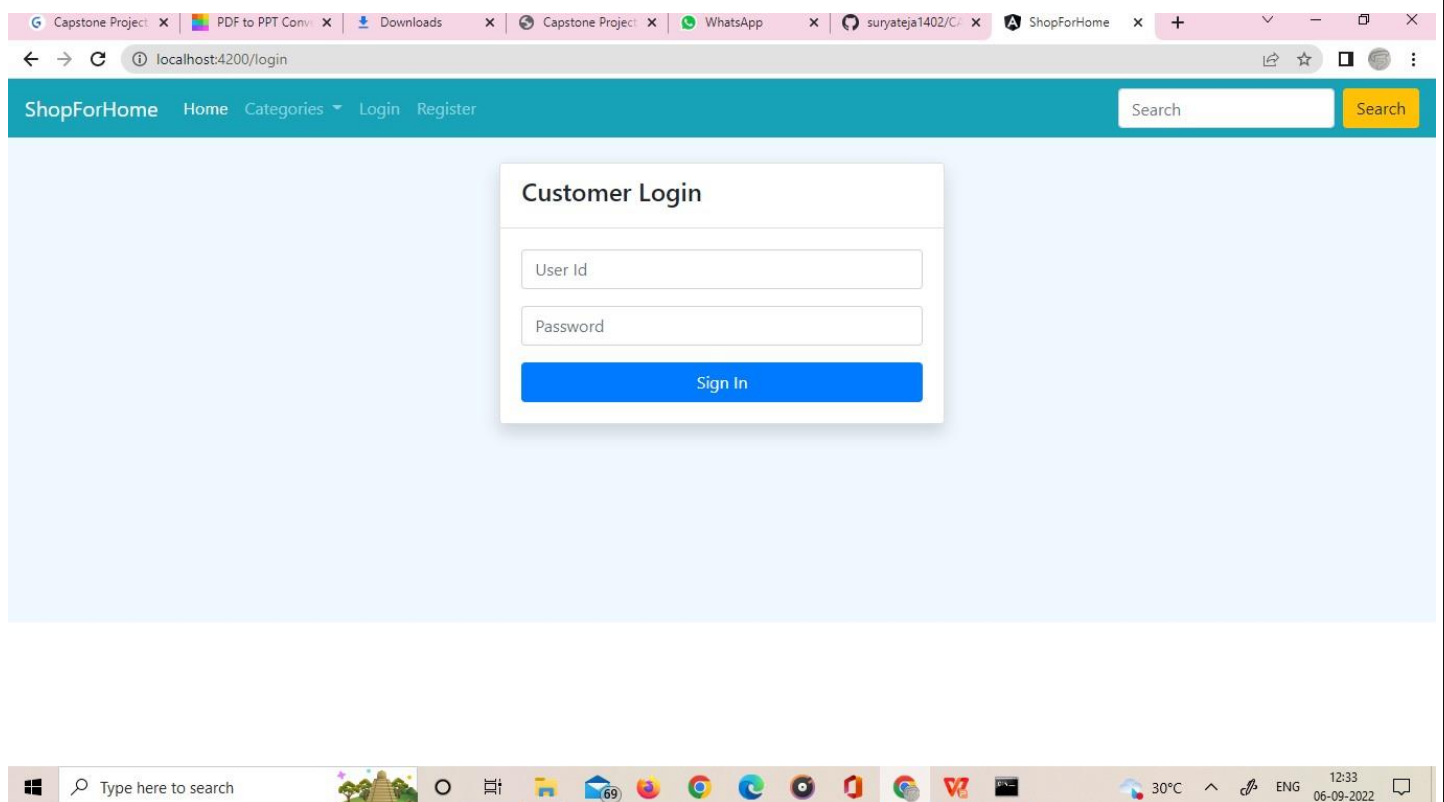 Capstone Project PDF to PPT Conv Downloads Capstone Project WhatsApp suryateja1402/CA ShopForHome
localhost:4200/login
ShopForHome Home Categories Login Register Search Search
Customer Login
User Id
Password
Sign In
Type here to search 69 30°C ENG 12:33
06-09-2022